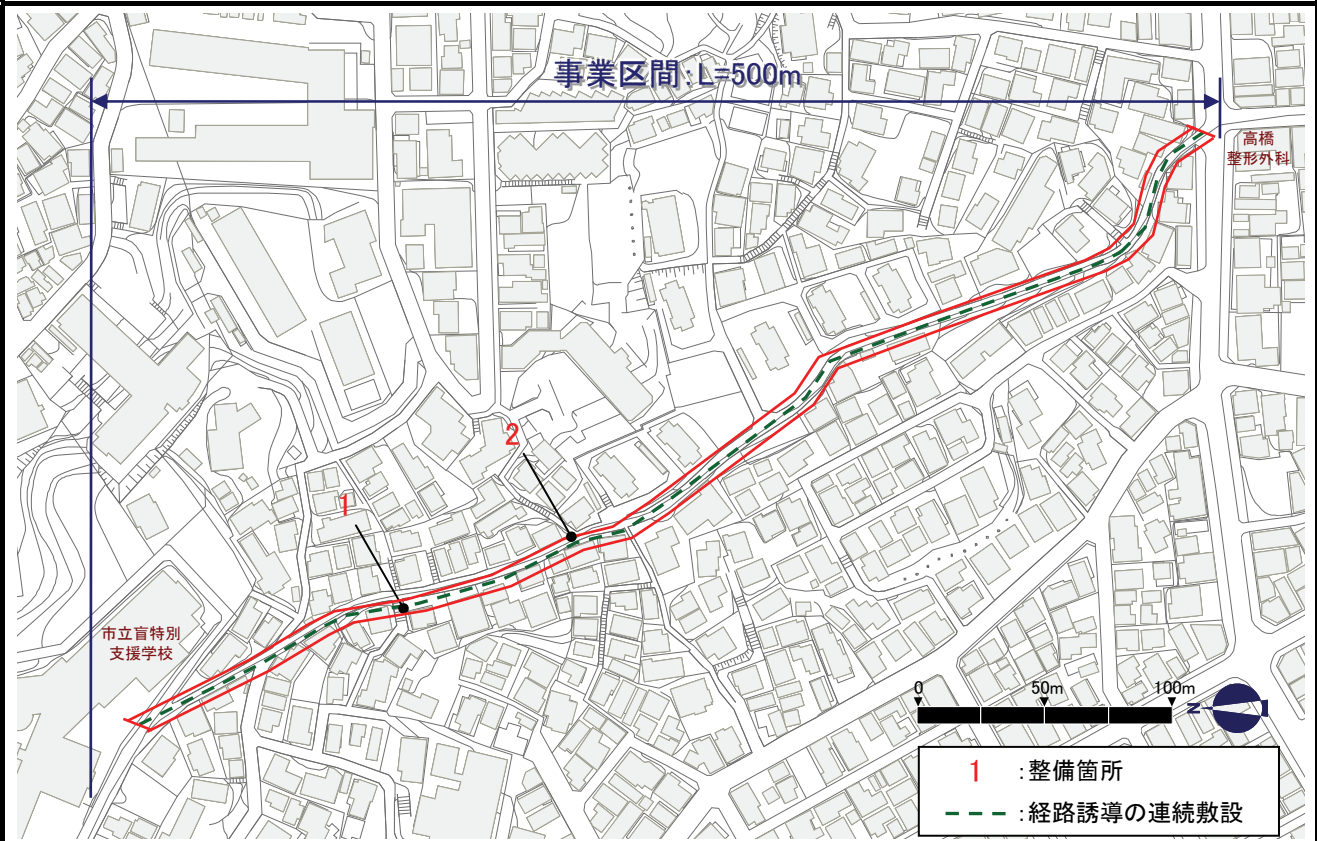 事業区間:L=500m
高橋
整形外科
2
1
市立盲特別
支援学校
0 50m 100m
N
1 :整備箇所
:経路誘導の連続敷設